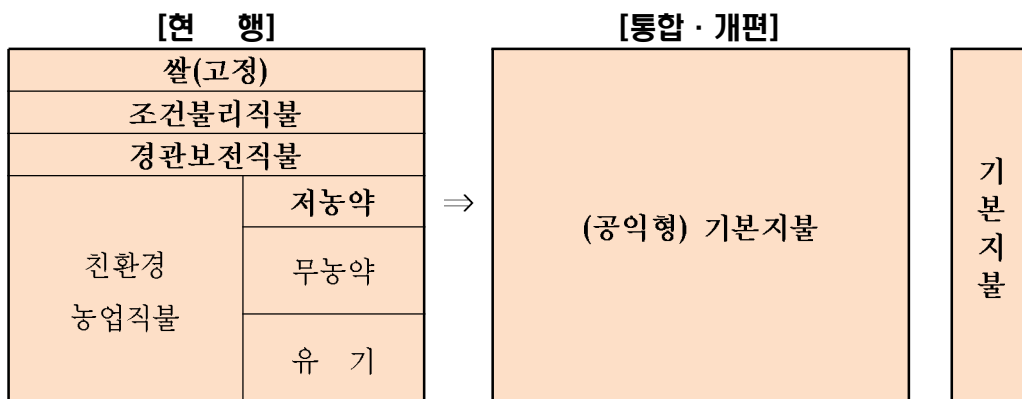 [현 행]
[통합·개편]
쌀(고정)
조건불리직불
경관보전직불
친환경
농업직불
저농약
무농약
유 기
⇒
(공익형) 기본지불
기
본
지
불